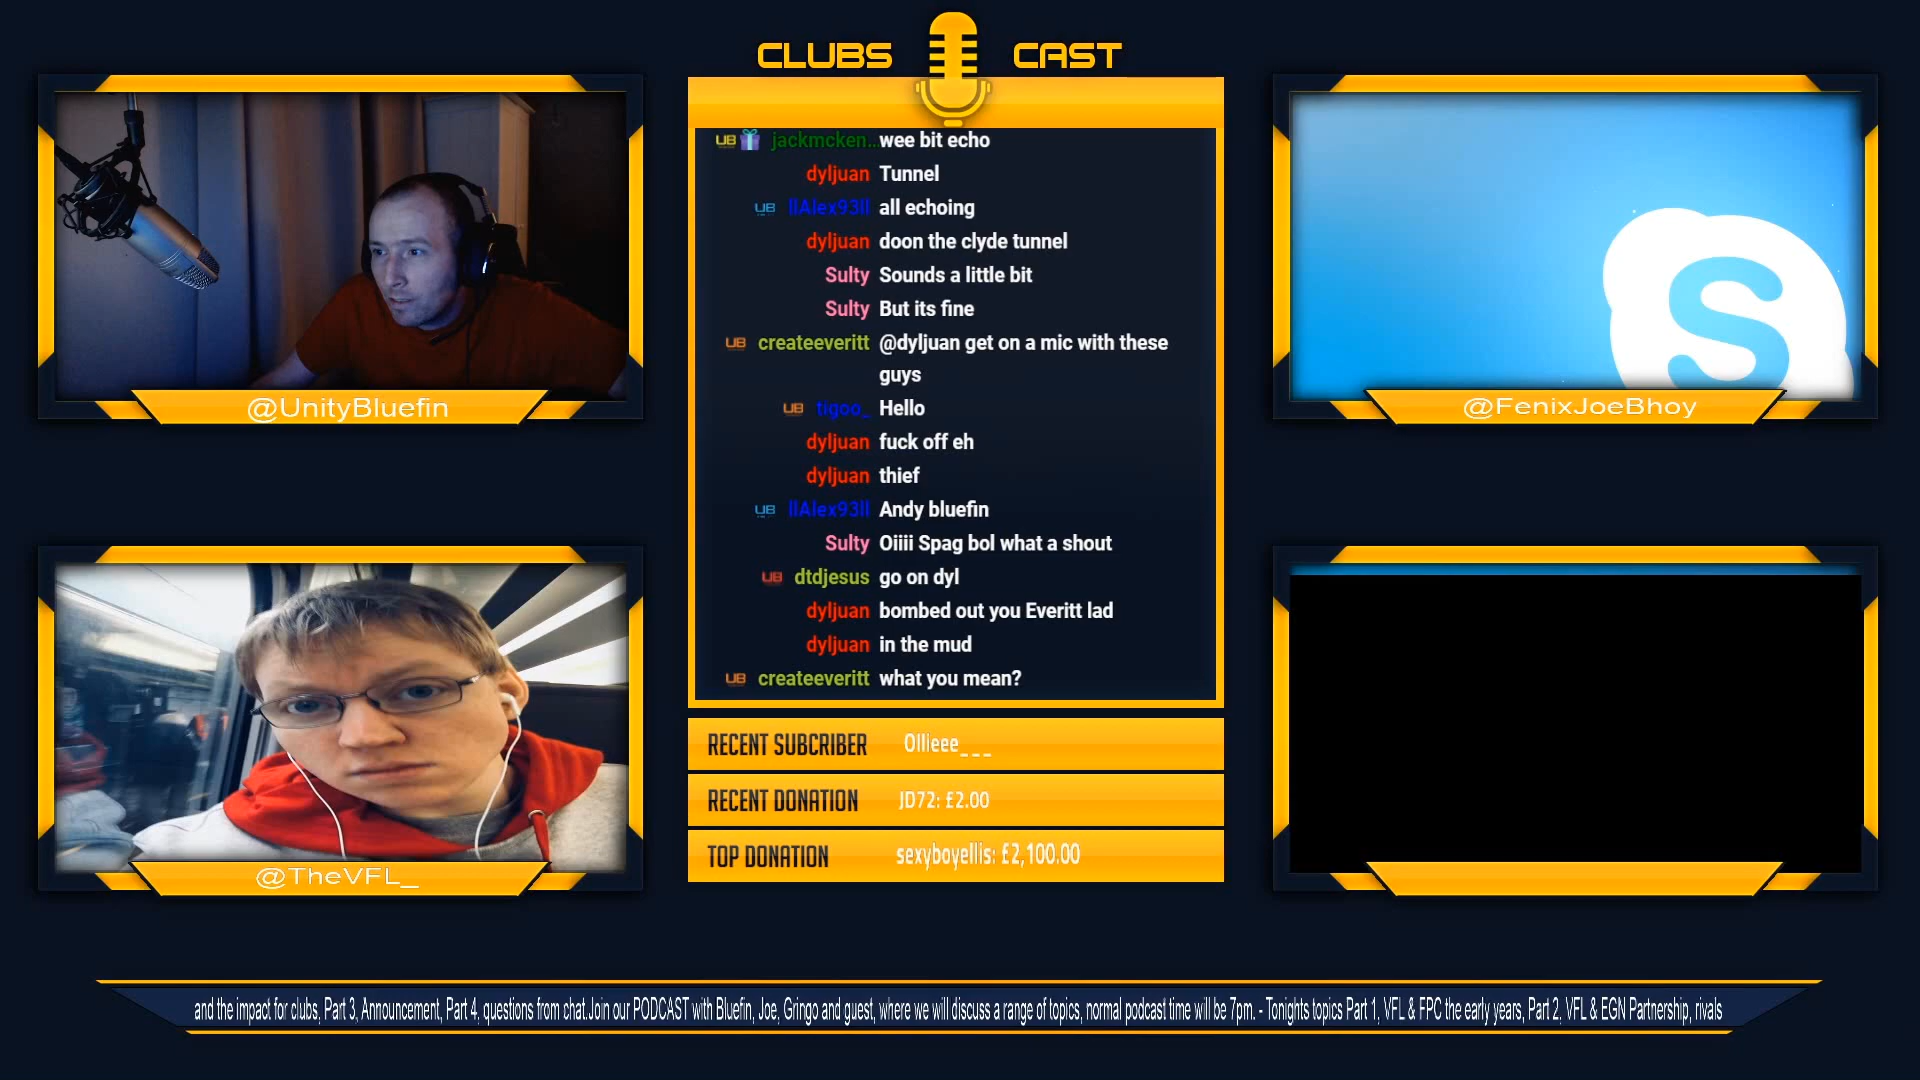 CLUBS CAST
UB jackmcken... wee bit echo
dyljuan Tunnel
UB llAlex93ll all echoing
dyljuan doon the clyde tunnel
Sulty Sounds a little bit
Sulty But its fine
UB createeveritt @dyljuan get on a mic with these
guys
UB tigoo_ Hello
dyljuan fuck off eh
dyljuan thief
UB llAlex93ll Andy bluefin
Sulty Oiiii Spag bol what a shout
UB dtdjesus go on dyl
dyljuan bombed out you Everitt lad
dyljuan in the mud
UB createeveritt what you mean?
@UnityBluefin
@FenixJoeBhoy
S
@TheVFL_
RECENT SUBCRIBER Ollieee___
RECENT DONATION JD72: £2.00
TOP DONATION sexyboyellis: £2,100.00
and the impact for clubs, Part 3, Announcement, Part 4, questions from chat.Join our PODCAST with Bluefin, Joe, Gringo and guest, where we will discuss a range of topics, normal podcast time will be 7pm. - Tonights topics Part 1, VFL & FPC the early years, Part 2, VFL & EGN Partnership, rivals